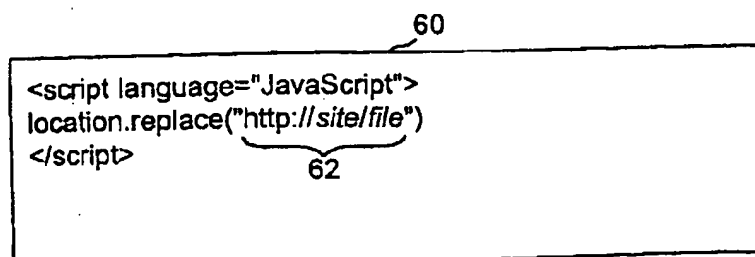 60
<script language="JavaScript">
location.replace("http://site/file")
</script>
62